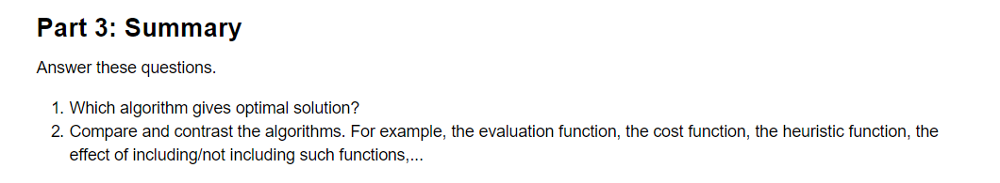 Part 3: Summary
Answer these questions.
1. Which algorithm gives optimal solution?
2. Compare and contrast the algorithms. For example, the evaluation function, the cost function, the heuristic function, the
effect of including/not including such functions,...